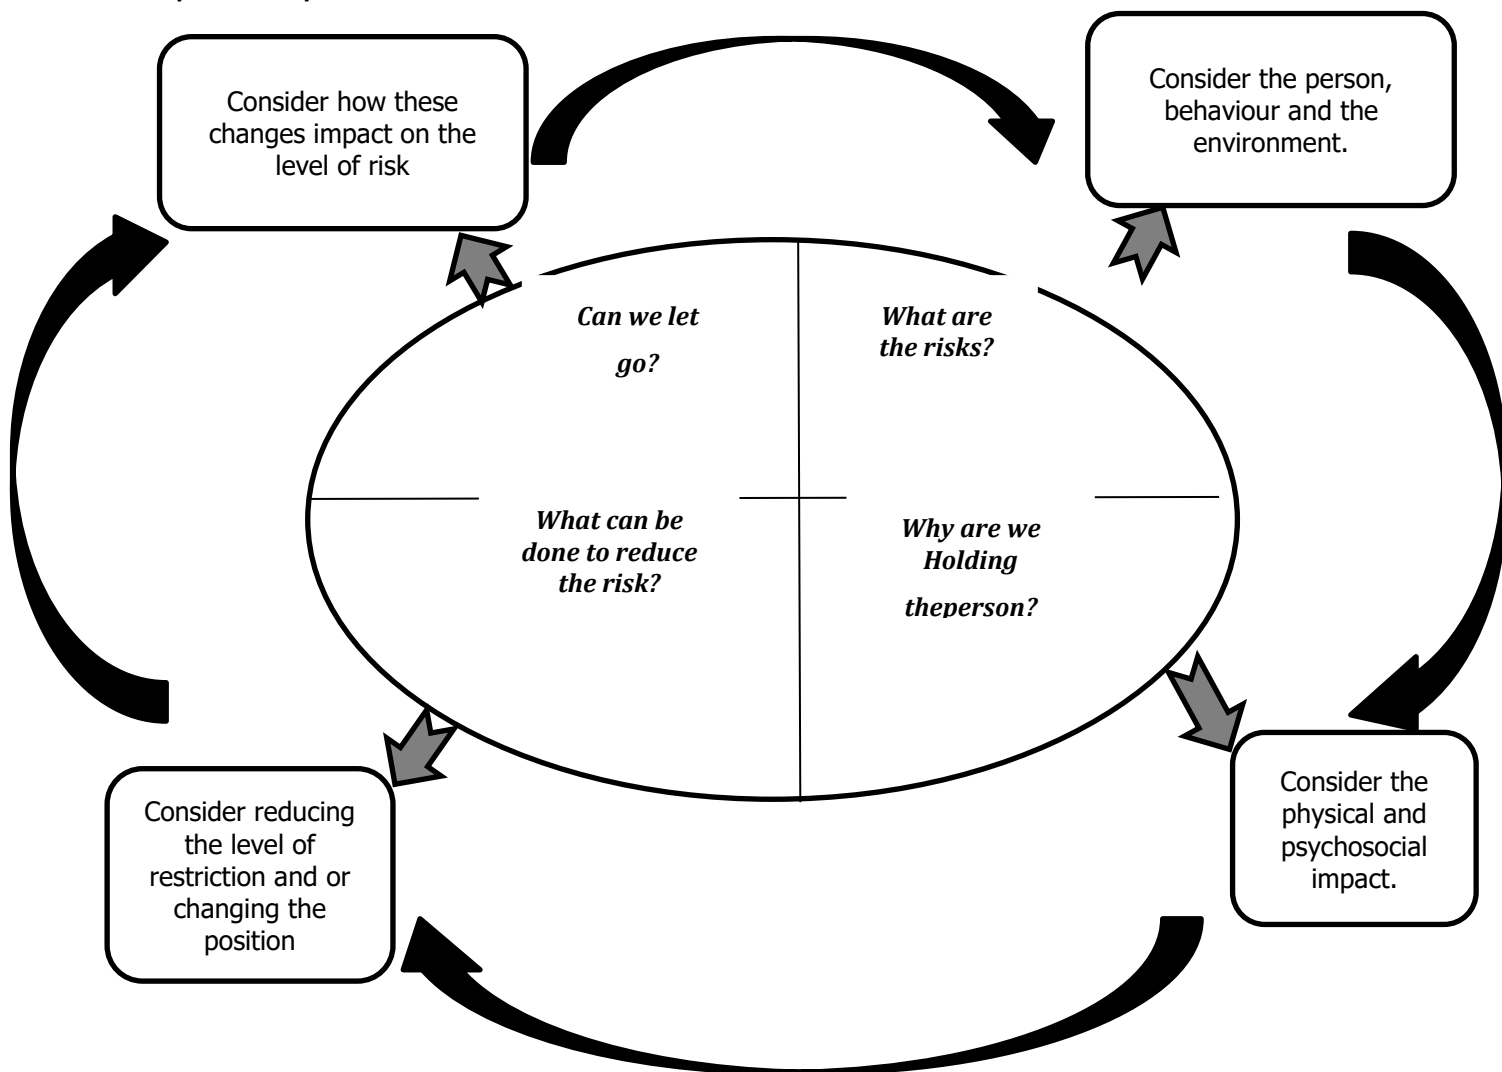 Consider how these
changes impact on the
level of risk
Consider the person,
behaviour and the
environment.
Can we let
go?
What are
the risks?
What can be
done to reduce
the risk?
Why are we
Holding
theperson?
Consider reducing
the level of
restriction and or
changing the
position
Consider the
physical and
psychosocial
impact.